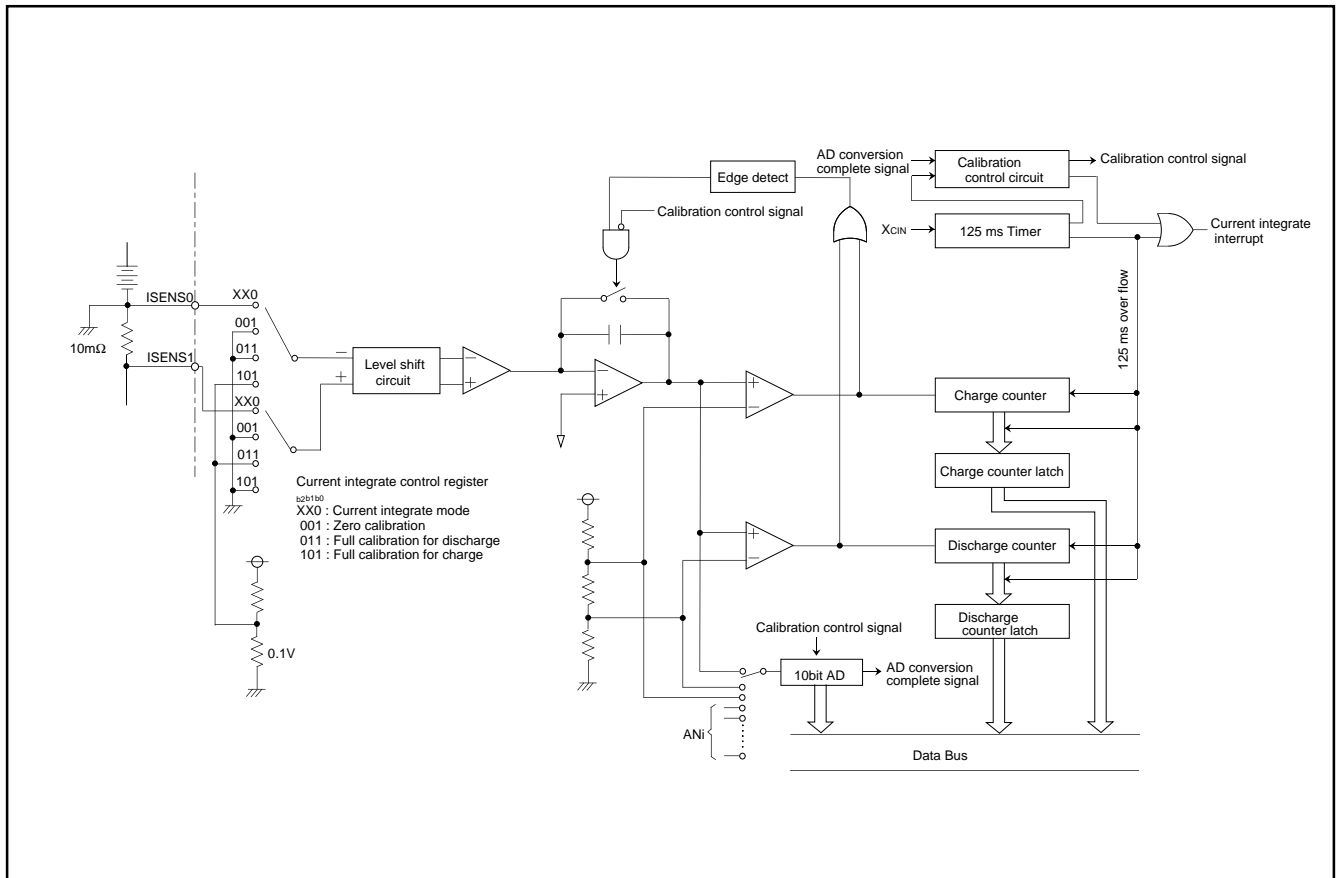 AD conversion
complete signal
Calibration
control circuit
Calibration control signal
Edge detect
Calibration control signal
XCIN
125 ms Timer
Current integrate
interrupt
125 ms over flow
ISENS0
XX0
10mΩ
001
ISENS1
011
101
XX0
001
011
101
−
+
Level shift
circuit
−
+
−
+
+
−
Charge counter
Charge counter latch
Current integrate control register
b2b1b0
XX0 : Current integrate mode
001 : Zero calibration
011 : Full calibration for discharge
101 : Full calibration for charge
+
−
Discharge counter
Discharge
counter latch
0.1V
Calibration control signal
10bit AD
AD conversion
complete signal
ANi
Data Bus